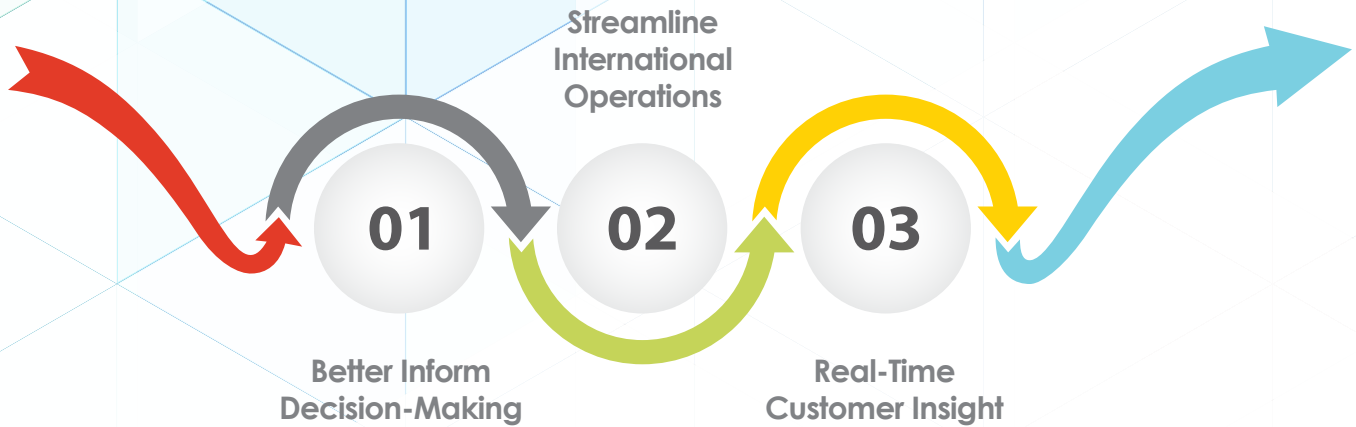 01
Better Inform
Decision-Making
Streamline
International
Operations
02
03
Real-Time
Customer Insight